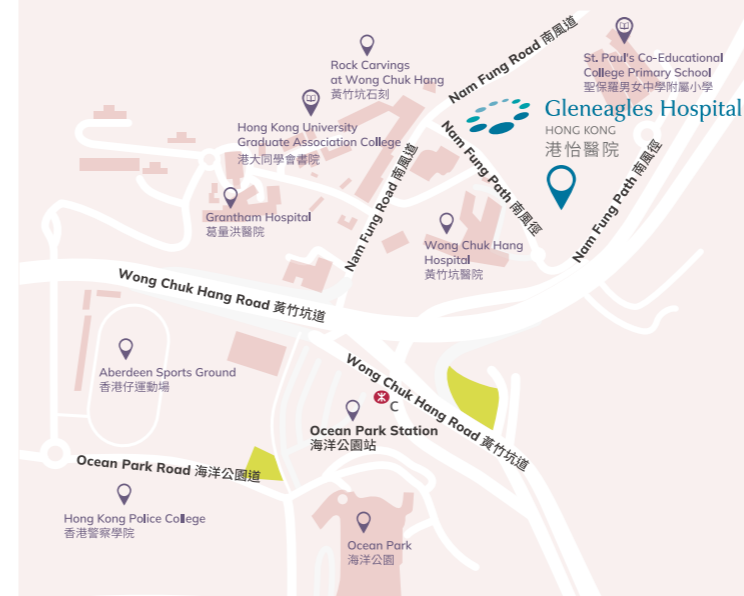 Nam Fung Road 南風道
Rock Carvings
at Wong Chuk Hang
黃竹坑石刻
St. Paul's Co-Educational
College Primary School
聖保羅男女中學附屬小學
Gleneagles Hospital
HONG KONG
港怡醫院
Hong Kong University
Graduate Association College
港大同學會書院
Nam Fung Path 南風徑
Nam Fung Road 南風道
Nam Fung Path 南風徑
Grantham Hospital
葛量洪醫院
Wong Chuk Hang
Hospital
黃竹坑醫院
Wong Chuk Hang Road 黃竹坑道
Aberdeen Sports Ground
香港仔運動場
Wong Chuk Hang Road 黃竹坑道
C
Ocean Park Station
海洋公園站
Ocean Park Road 海洋公園道
Hong Kong Police College
香港警察學院
Ocean Park
海洋公園